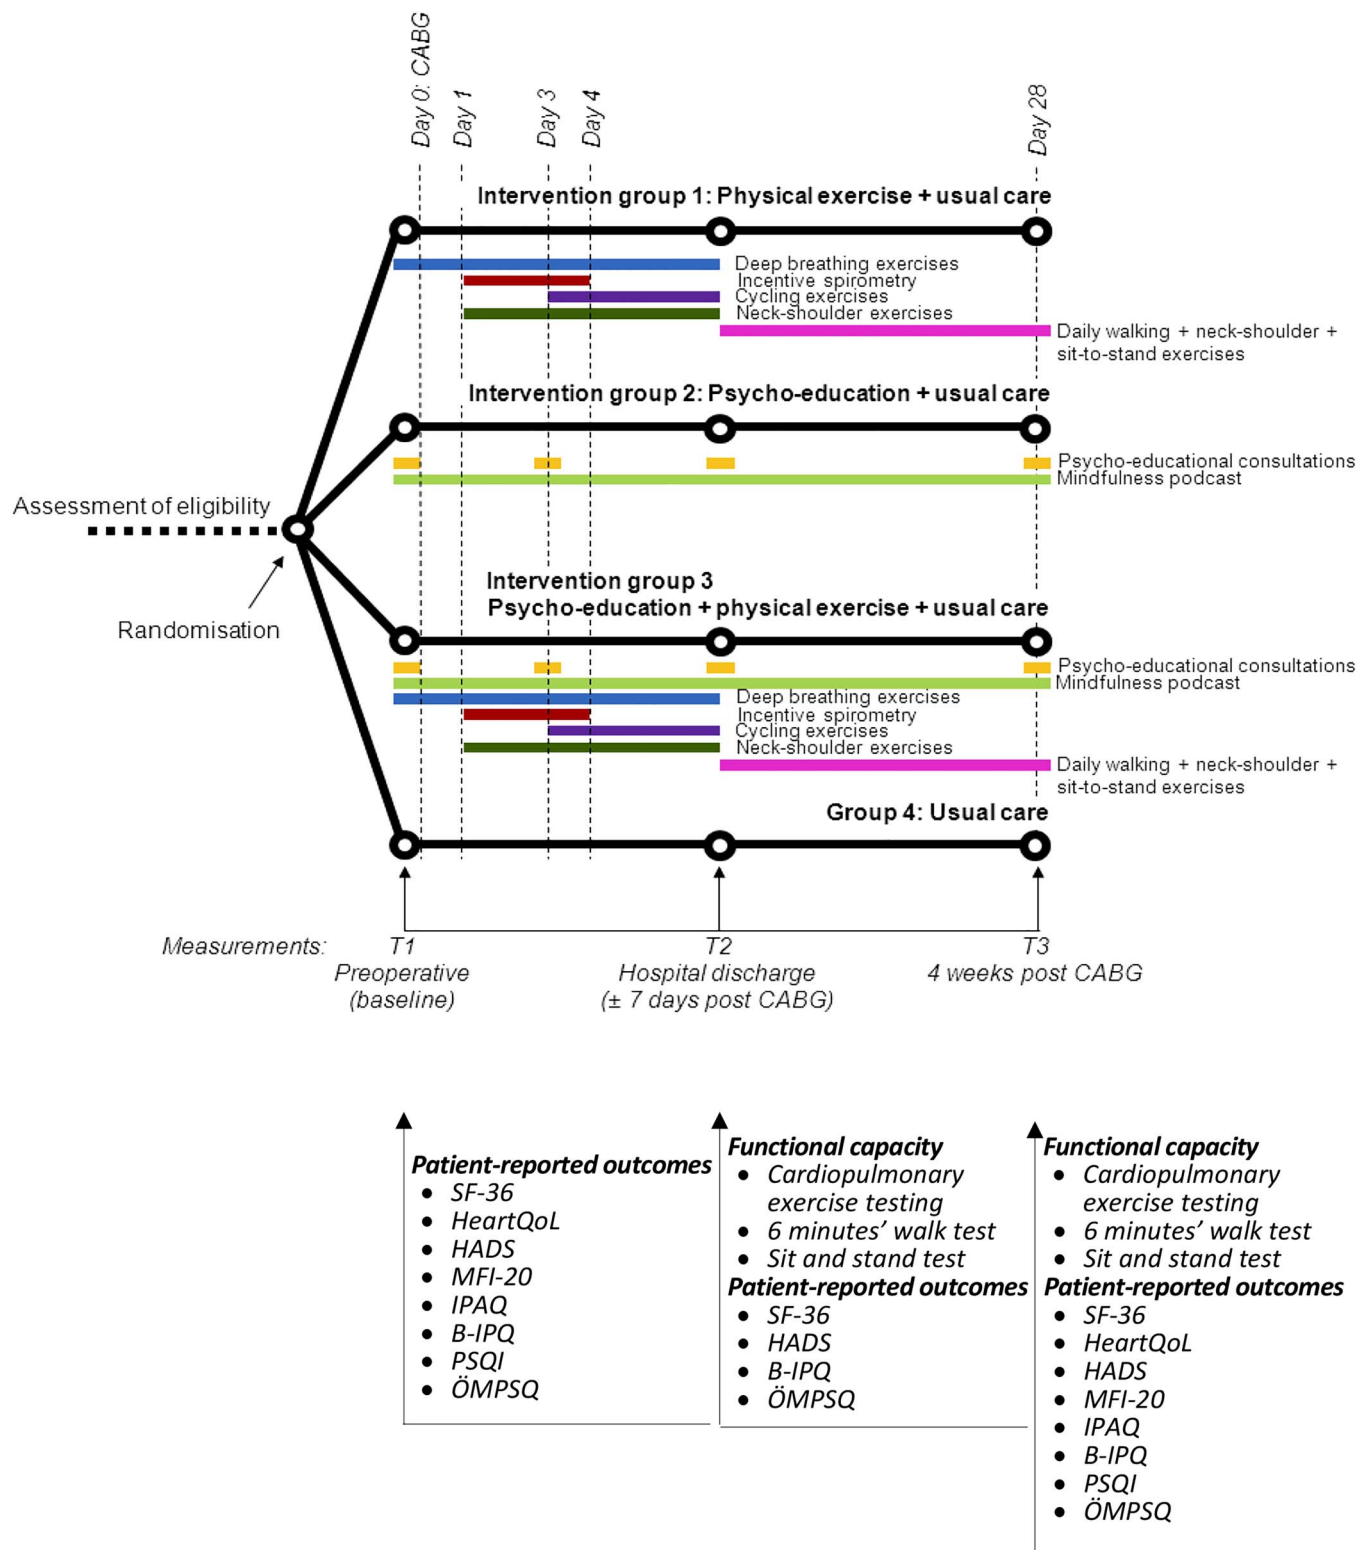 Day 0: CABG
Day 1
Day 3
Day 4
Day 28
Intervention group 1: Physical exercise + usual care
Deep breathing exercises
Incentive spirometry
Cycling exercises
Neck-shoulder exercises
Daily walking + neck-shoulder +
sit-to-stand exercises
Intervention group 2: Psycho-education + usual care
Psycho-educational consultations
Mindfulness podcast
Assessment of eligibility
Randomisation
Intervention group 3
Psycho-education + physical exercise + usual care
Psycho-educational consultations
Mindfulness podcast
Deep breathing exercises
Incentive spirometry
Cycling exercises
Neck-shoulder exercises
Daily walking + neck-shoulder +
sit-to-stand exercises
Group 4: Usual care
Measurements:
T1
Preoperative
(baseline)
T2
Hospital discharge
(± 7 days post CABG)
T3
4 weeks post CABG
Patient-reported outcomes
• SF-36
• HeartQoL
• HADS
• MFI-20
• IPAQ
• B-IPQ
• PSQI
• ÖMPSQ
Functional capacity
• Cardiopulmonary
exercise testing
• 6 minutes’ walk test
• Sit and stand test
Patient-reported outcomes
• SF-36
• HADS
• B-IPQ
• ÖMPSQ
Functional capacity
• Cardiopulmonary
exercise testing
• 6 minutes’ walk test
• Sit and stand test
Patient-reported outcomes
• SF-36
• HeartQoL
• HADS
• MFI-20
• IPAQ
• B-IPQ
• PSQI
• ÖMPSQ